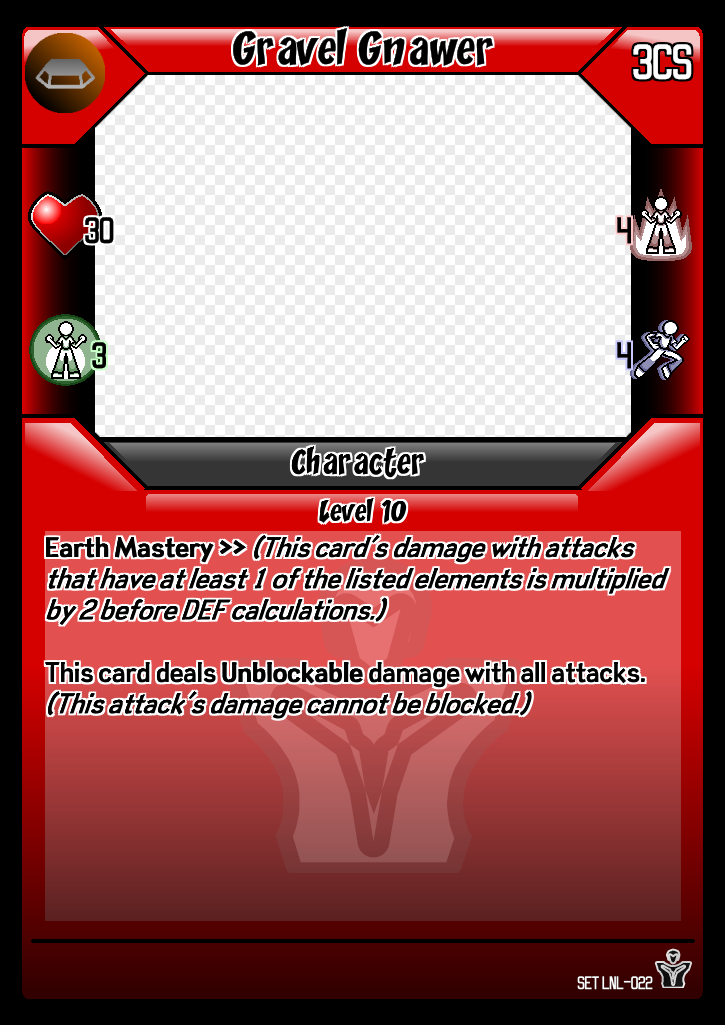 Gravel Gnawer
3CS
30
4
3
4
Character
Level 10
Earth Mastery >> (This card's damage with attacks
that have at least 1 of the listed elements is multiplied
by 2 before DEF calculations.)
This card deals Unblockable damage with all attacks.
(This attack's damage cannot be blocked.)
SET LNL-022